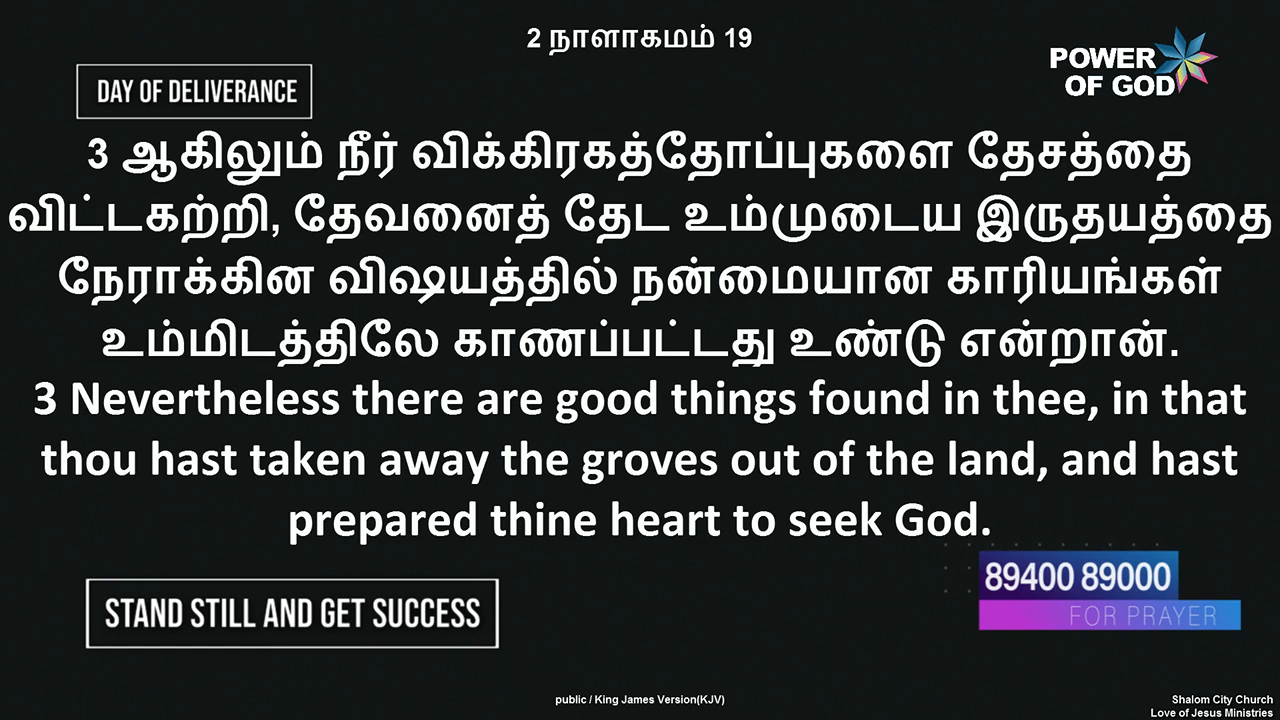 2 நாளாகமம் 19
POWER
OF GOD
DAY OF DELIVERANCE
3 ஆகிலும் நீர் விக்கிரகத்தோப்புகளை தேசத்தை
விட்டகற்றி, தேவனைத் தேட உம்முடைய இருதயத்தை
நேராக்கின விஷயத்தில் நன்மையான காரியங்கள்
உம்மிடத்திலே காணப்பட்டது உண்டு என்றான்.
3 Nevertheless there are good things found in thee, in that
thou hast taken away the groves out of the land, and hast
prepared thine heart to seek God.
89400 89000
FOR PRAYER
STAND STILL AND GET SUCCESS
public / King James Version(KJV)
Shalom City Church
Love of Jesus Ministries